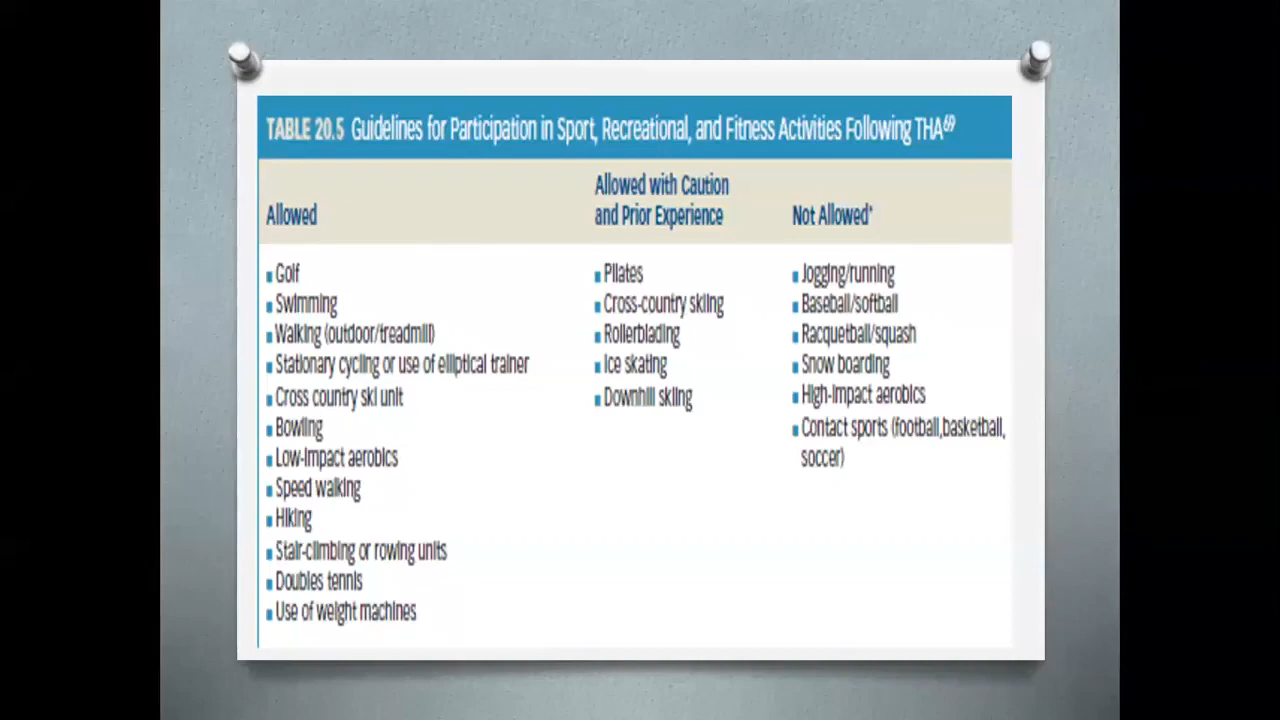 TABLE 20.5 Guidelines for Participation in Sport, Recreational, and Fitness Activities Following THA69
Allowed
Allowed with Caution
and Prior Experience
Not Allowed*
■ Golf
■ Swimming
■ Walking (outdoor/treadmill)
■ Stationary cycling or use of elliptical trainer
■ Cross country ski unit
■ Bowling
■ Low-impact aerobics
■ Speed walking
■ Hiking
■ Stair-climbing or rowing units
■ Doubles tennis
■ Use of weight machines
■ Pilates
■ Cross-country skiing
■ Rollerblading
■ Ice skating
■ Downhill skiing
■ Jogging/running
■ Baseball/softball
■ Racquetball/squash
■ Snow boarding
■ High-impact aerobics
■ Contact sports (football,basketball,
soccer)